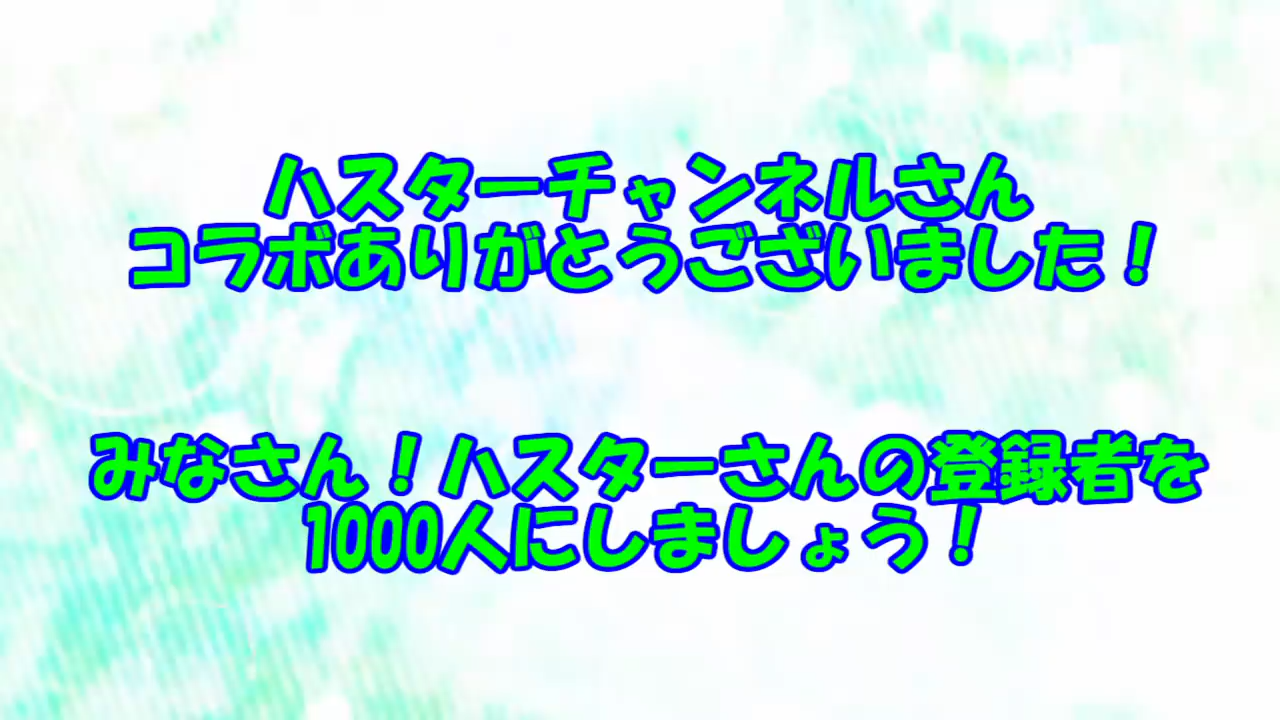 ハスターチャンネルさん
コラボありがとうございました！
みなさん！ハスターさんの登録者を
1000人にしましょう！